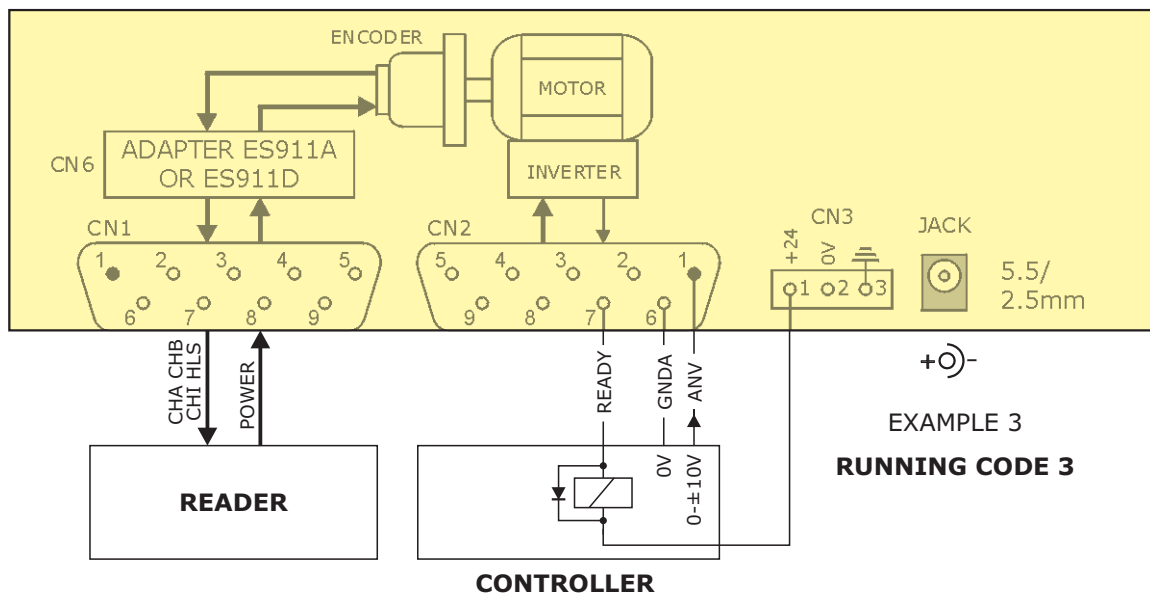 ENCODER
MOTOR
ADAPTER ES911A
OR ES911D
CN6
INVERTER
CN1
CN2
CN3
JACK
+24
0V
1 2 3 4 5
6 7 8 9
5 4 3 2 1
9 8 7 6
1 2 3
5.5/
2.5mm
CHA CHB
CHI HLS
POWER
READY
GNDA
ANV
+ -
EXAMPLE 3
RUNNING CODE 3
0V
0-±10V
READER
CONTROLLER